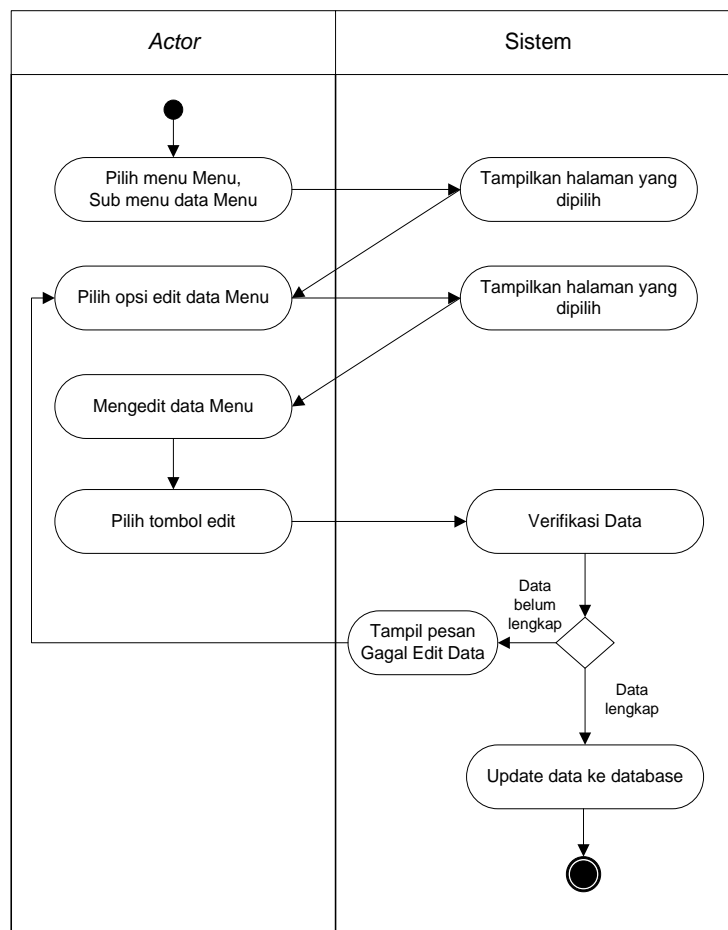 Actor
Sistem
Pilih menu Menu,
Sub menu data Menu
Tampilkan halaman yang
dipilih
Pilih opsi edit data Menu
Tampilkan halaman yang
dipilih
Mengedit data Menu
Pilih tombol edit
Verifikasi Data
Data
belum
lengkap
Tampil pesan
Gagal Edit Data
Data
lengkap
Update data ke database